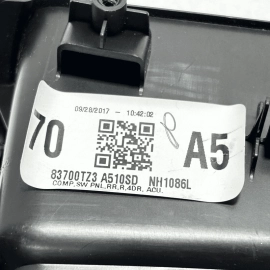 09/28/2017 - 10:42:02
70 A5
83700TZ3 A510SD NH1086L
COMP,SW PNL,RR,R,4DR, ACU.